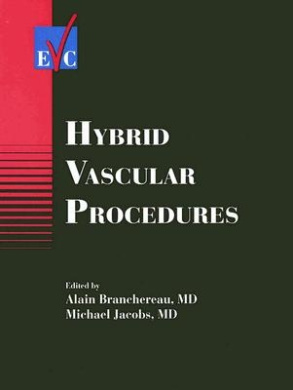 EVC
HYBRID
VASCULAR
PROCEDURES
Edited by
Alain Branchereau, MD
Michael Jacobs, MD